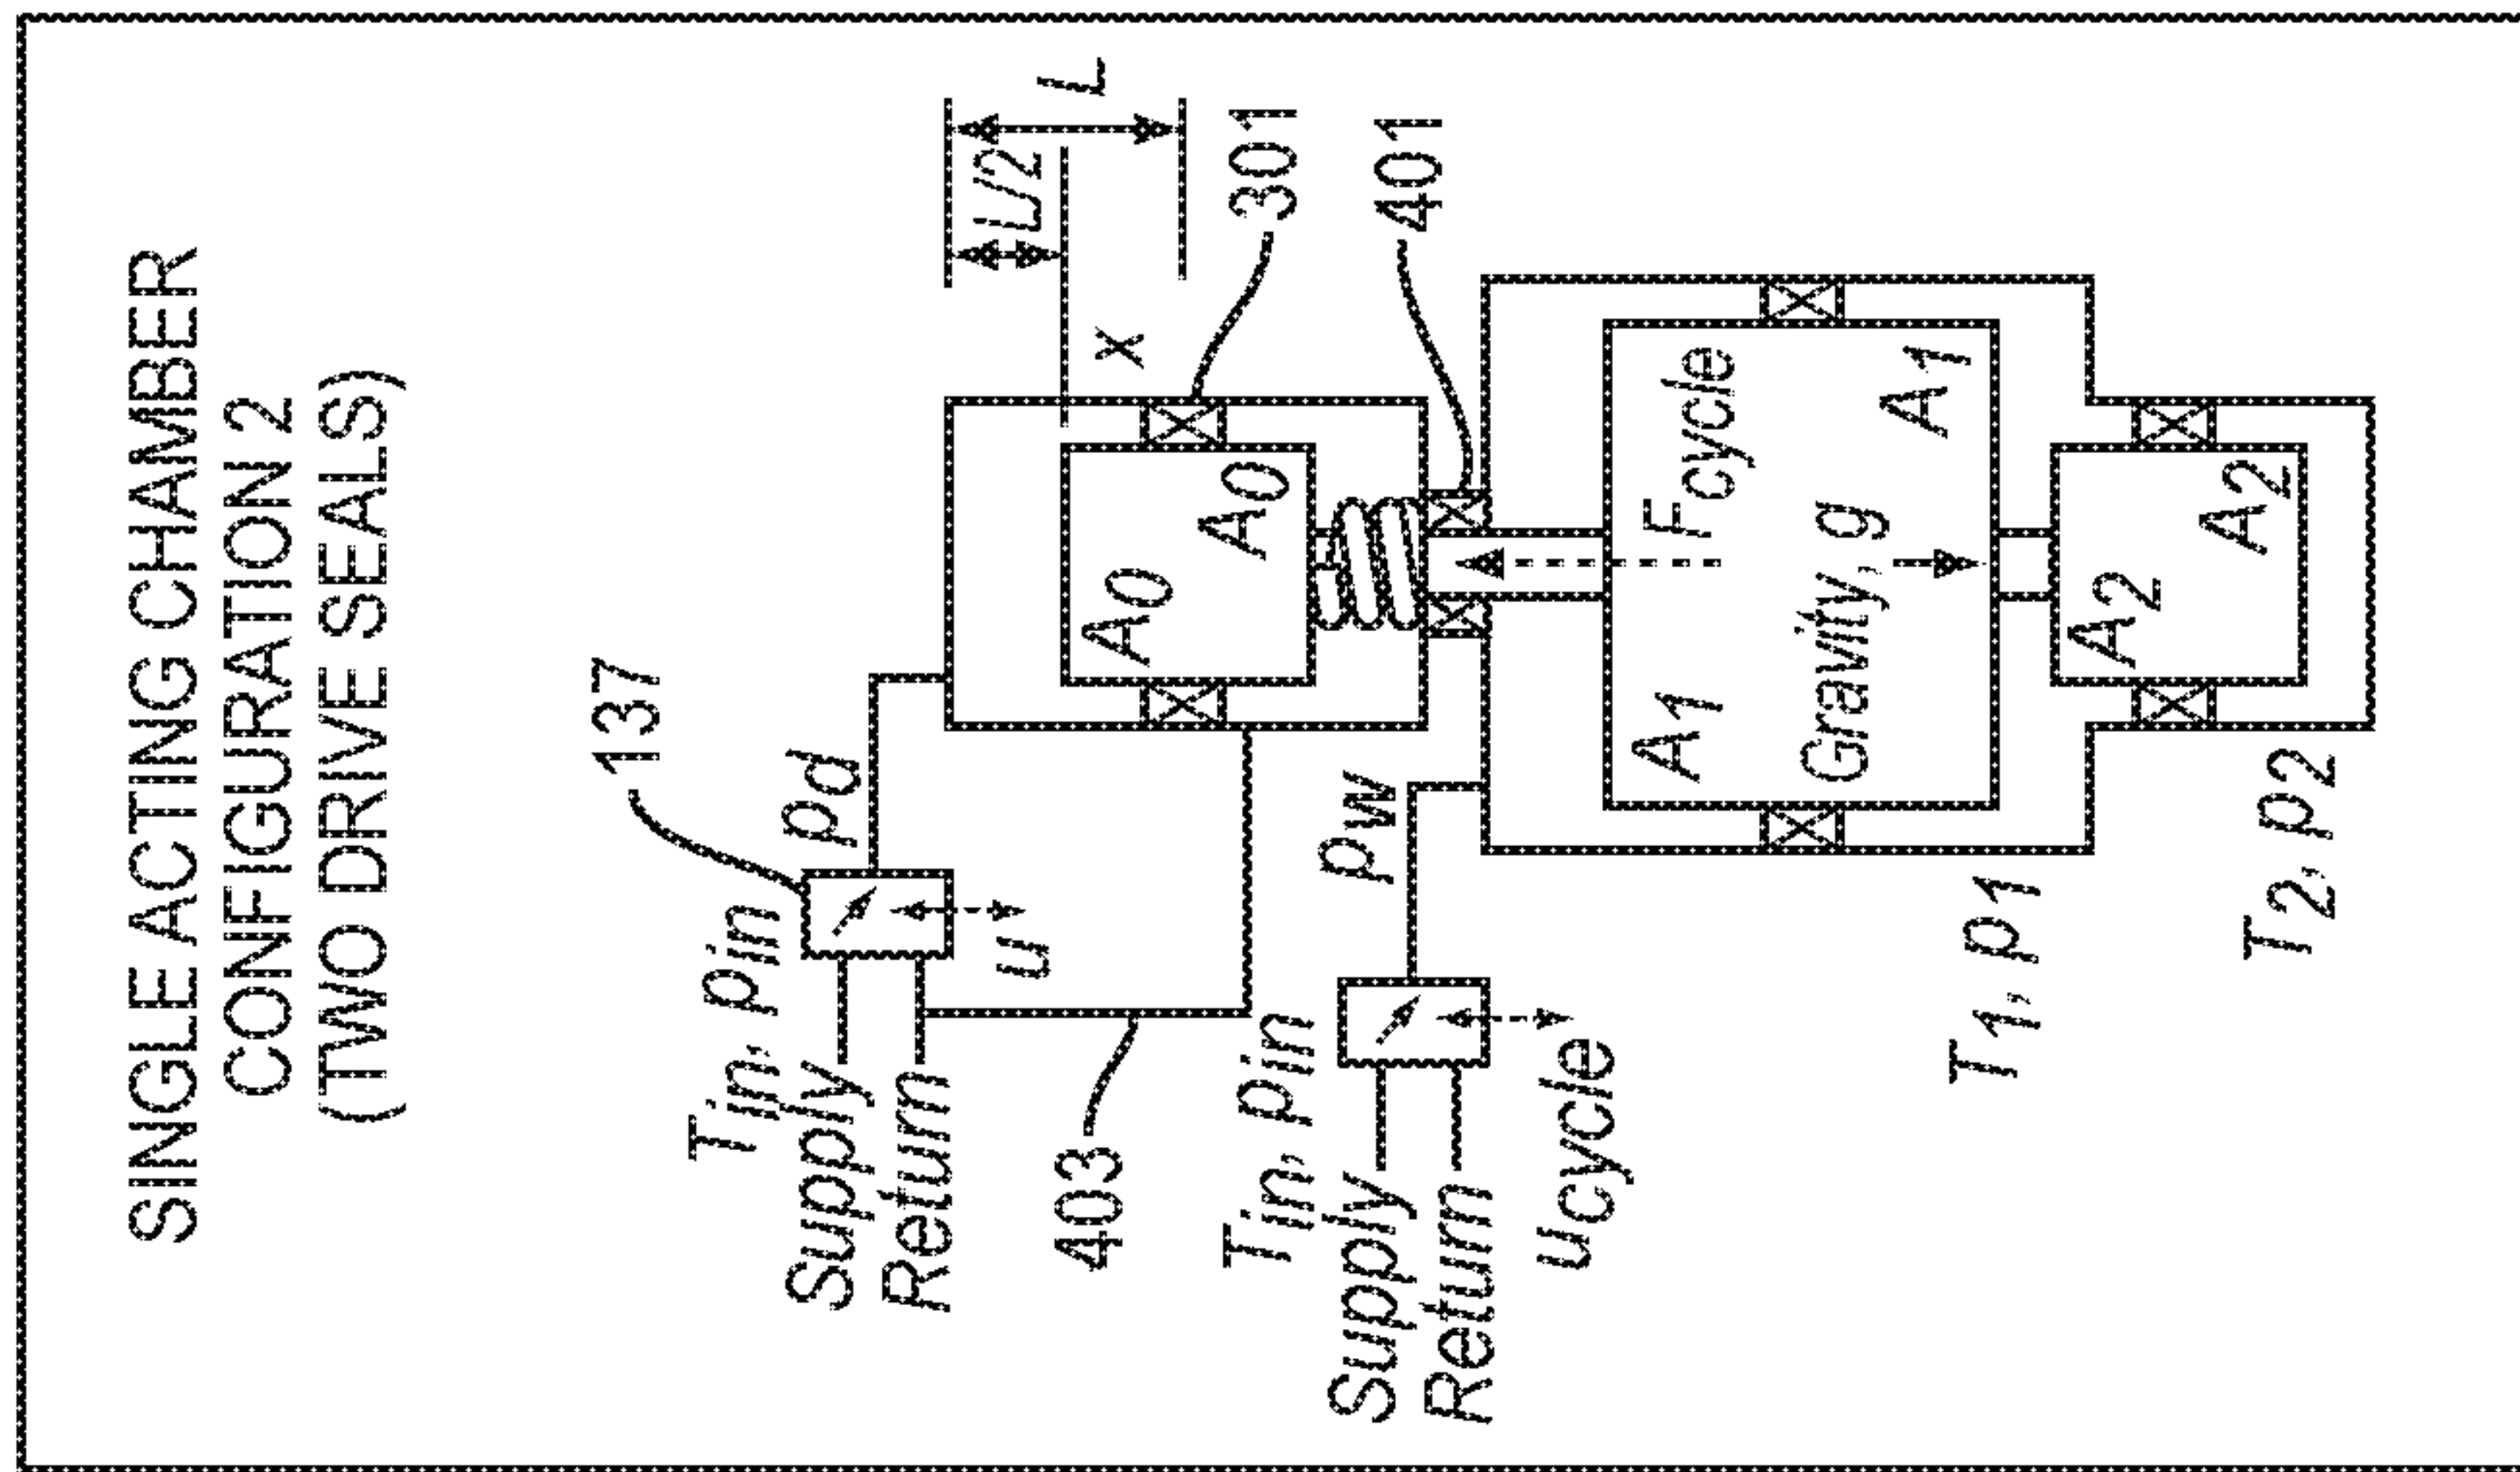 SINGLE ACTING CHAMBER
CONFIGURATION 2
(TWO DRIVE SEALS)
137
Tin, pin
pd
Supply
Return
u
403
L
L/2
x
301
401
A0
A0
Tin, pin
pw
Supply
Return
ucycle
A1
Fcycle
Gravity, g
A1
T1, p1
A2
A2
T2, p2